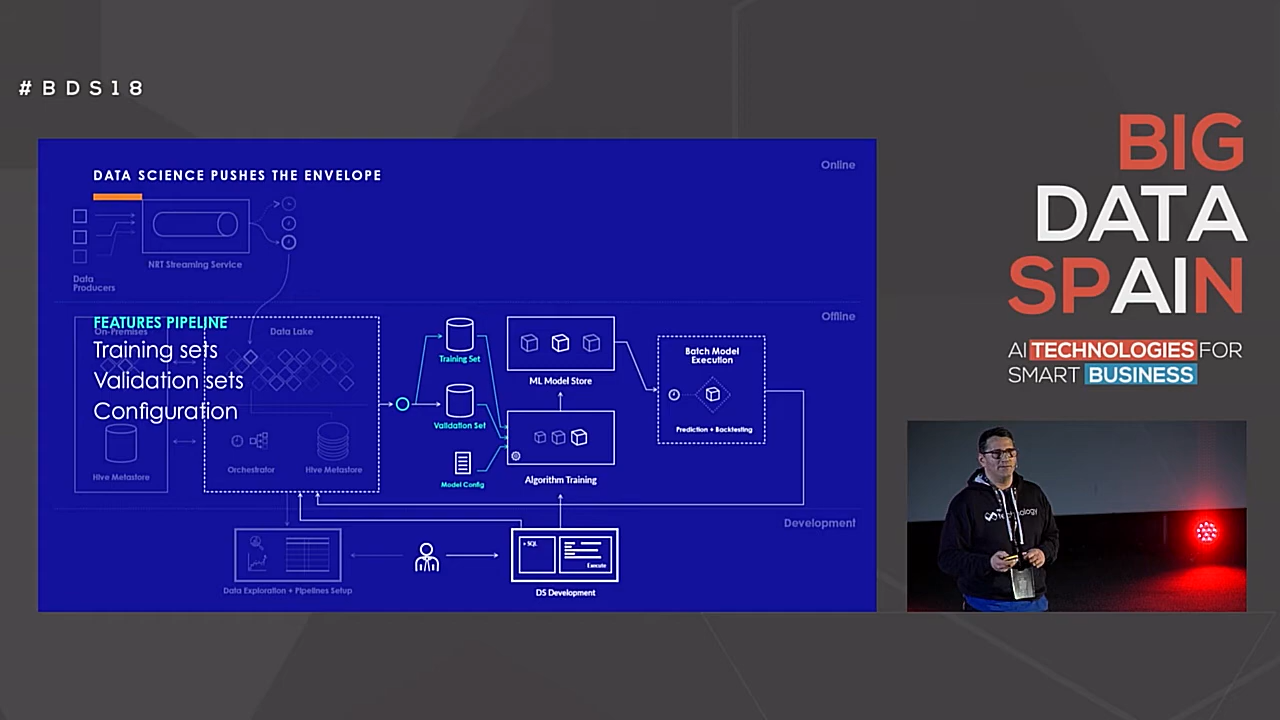 #BDS18
DATA SCIENCE PUSHES THE ENVELOPE
Online
NRT Streaming Service
Data
Producers
Offline
On-Premises
FEATURES PIPELINE
Data Lake
Training sets
Validation sets
Configuration
Hive Metastore
Orchestrator
Hive Metastore
Training Set
Validation Set
Model Config
ML Model Store
Algorithm Training
Batch Model
Execution
Prediction + Backtesting
Development
Data Exploration + Pipelines Setup
> SQL
Execute
DS Development
BIG
DATA
SPAIN
AI TECHNOLOGIES FOR
SMART BUSINESS